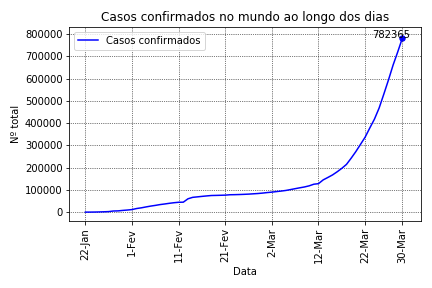 Casos confirmados no mundo ao longo dos dias
782365
Casos confirmados
800000
700000
600000
500000
400000
300000
200000
100000
0
Nº total
22-Jan
1-Fev
11-Fev
21-Fev
2-Mar
12-Mar
22-Mar
30-Mar
Data